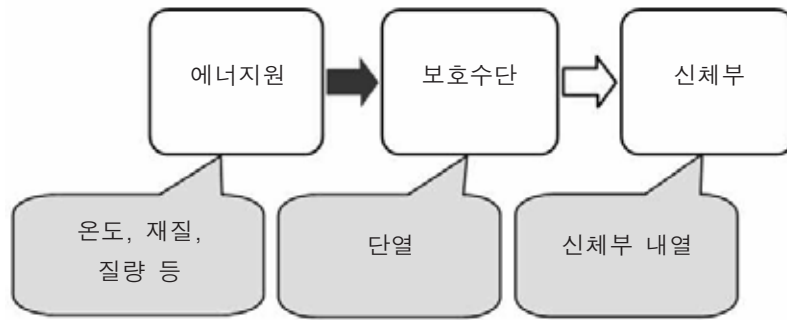 에너지원
보호수단
신체부
온도, 재질,
질량 등
단열
신체부 내열